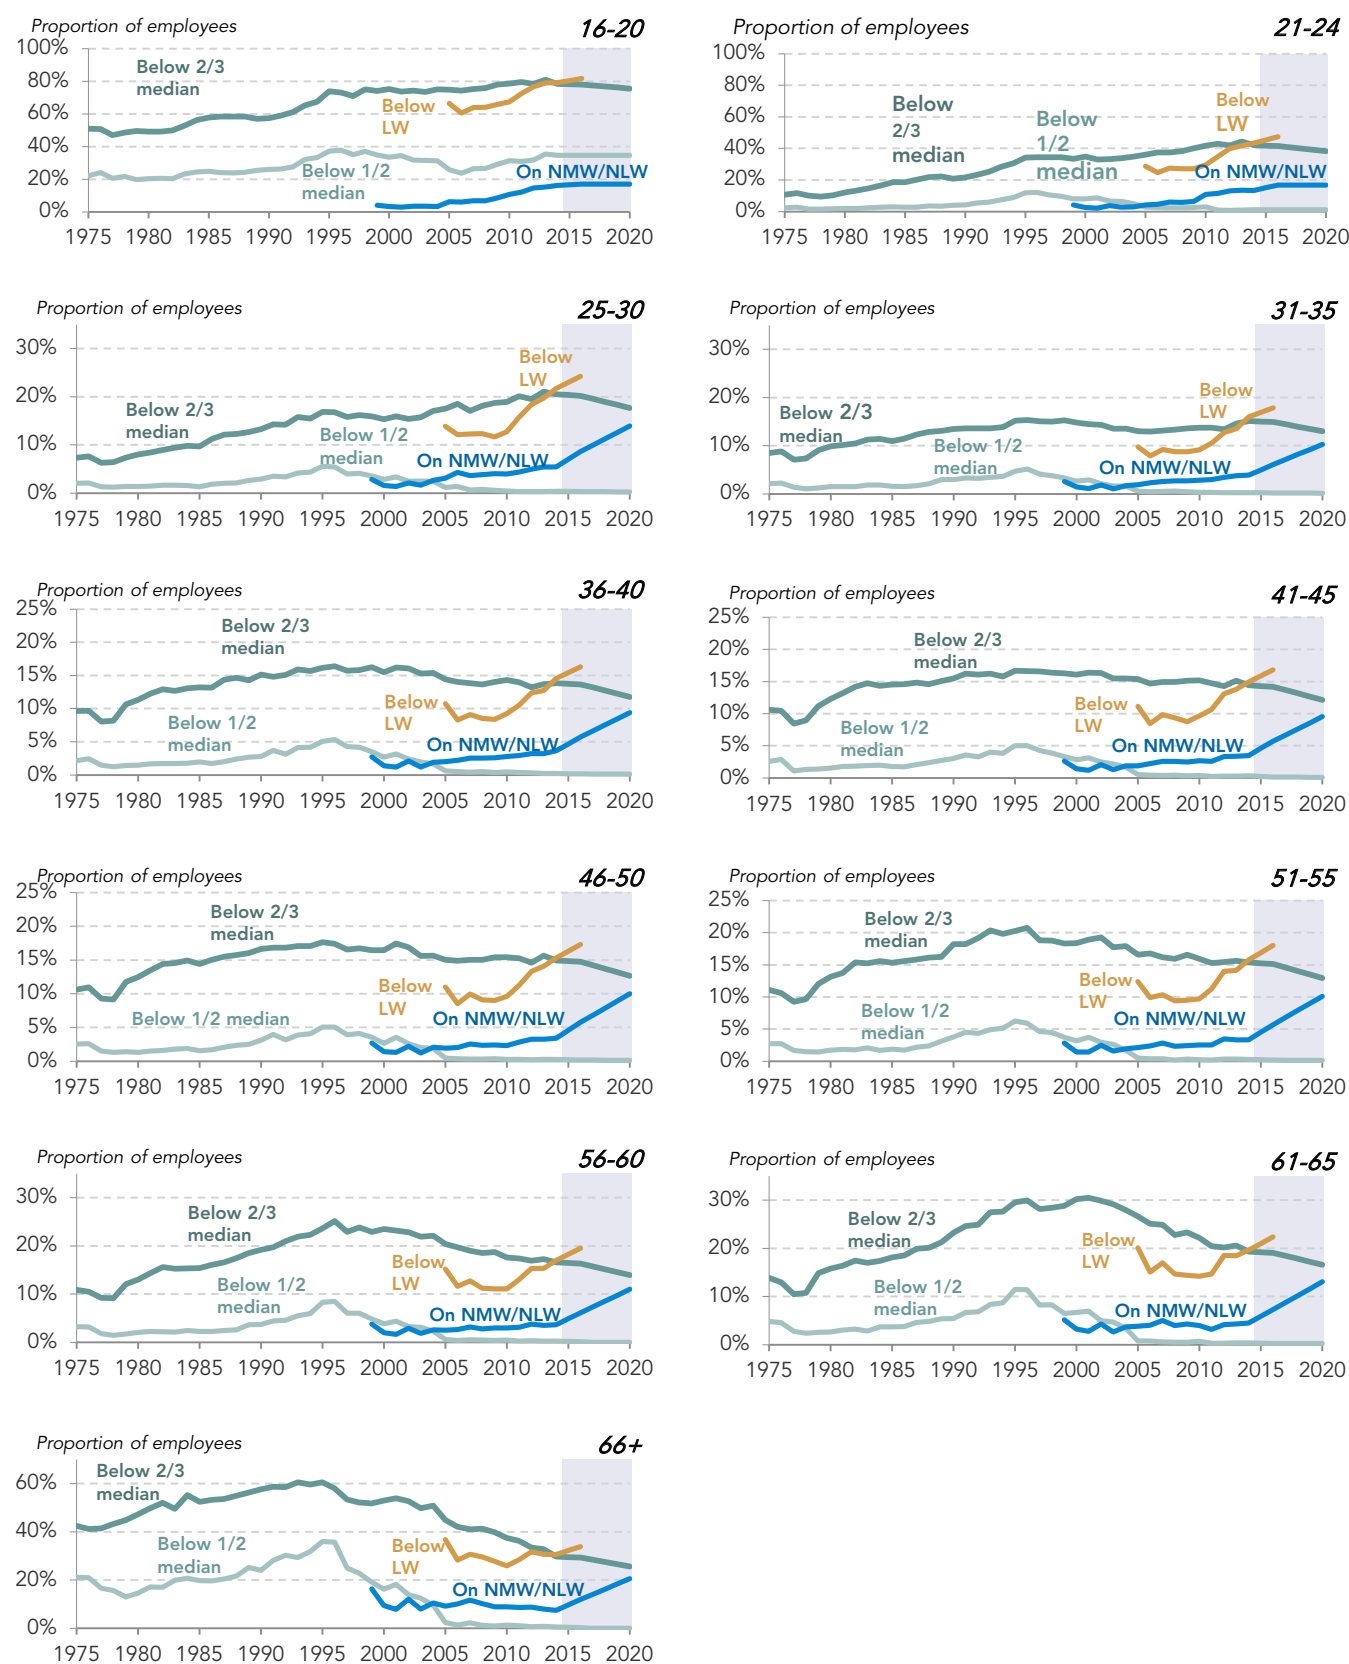 Proportion of employees 16-20
100%
80%
60%
40%
20%
0%
Below 2/3
median
Below
LW
Below 1/2
median
On NMW/NLW
1975 1980 1985 1990 1995 2000 2005 2010 2015 2020
Proportion of employees 21-24
100%
80%
60%
40%
20%
0%
Below
2/3
median
Below
1/2
median
Below
LW
On NMW/NLW
1975 1980 1985 1990 1995 2000 2005 2010 2015 2020
Proportion of employees 25-30
30%
20%
10%
0%
Below 2/3
median
Below 1/2
median
Below
LW
On NMW/NLW
1975 1980 1985 1990 1995 2000 2005 2010 2015 2020
Proportion of employees 31-35
30%
20%
10%
0%
Below 2/3
median
Below 1/2
median
Below
LW
On NMW/NLW
1975 1980 1985 1990 1995 2000 2005 2010 2015 2020
Proportion of employees 36-40
25%
20%
15%
10%
5%
0%
Below 2/3
median
Below 1/2
median
Below
LW
On NMW/NLW
1975 1980 1985 1990 1995 2000 2005 2010 2015 2020
Proportion of employees 41-45
25%
20%
15%
10%
5%
0%
Below 2/3
median
Below 1/2
median
Below
LW
On NMW/NLW
1975 1980 1985 1990 1995 2000 2005 2010 2015 2020
Proportion of employees 46-50
25%
20%
15%
10%
5%
0%
Below 2/3
median
Below 1/2 median
Below
LW
On NMW/NLW
1975 1980 1985 1990 1995 2000 2005 2010 2015 2020
Proportion of employees 51-55
25%
20%
15%
10%
5%
0%
Below 2/3
median
Below 1/2
median
Below
LW
On NMW/NLW
1975 1980 1985 1990 1995 2000 2005 2010 2015 2020
Proportion of employees 56-60
30%
20%
10%
0%
Below 2/3
median
Below 1/2
median
Below
LW
On NMW/NLW
1975 1980 1985 1990 1995 2000 2005 2010 2015 2020
Proportion of employees 61-65
30%
20%
10%
0%
Below 2/3
median
Below 1/2
median
Below
LW
On NMW/NLW
1975 1980 1985 1990 1995 2000 2005 2010 2015 2020
Proportion of employees 66+
60%
40%
20%
0%
Below 2/3
median
Below 1/2
median
Below
LW
On NMW/NLW
1975 1980 1985 1990 1995 2000 2005 2010 2015 2020